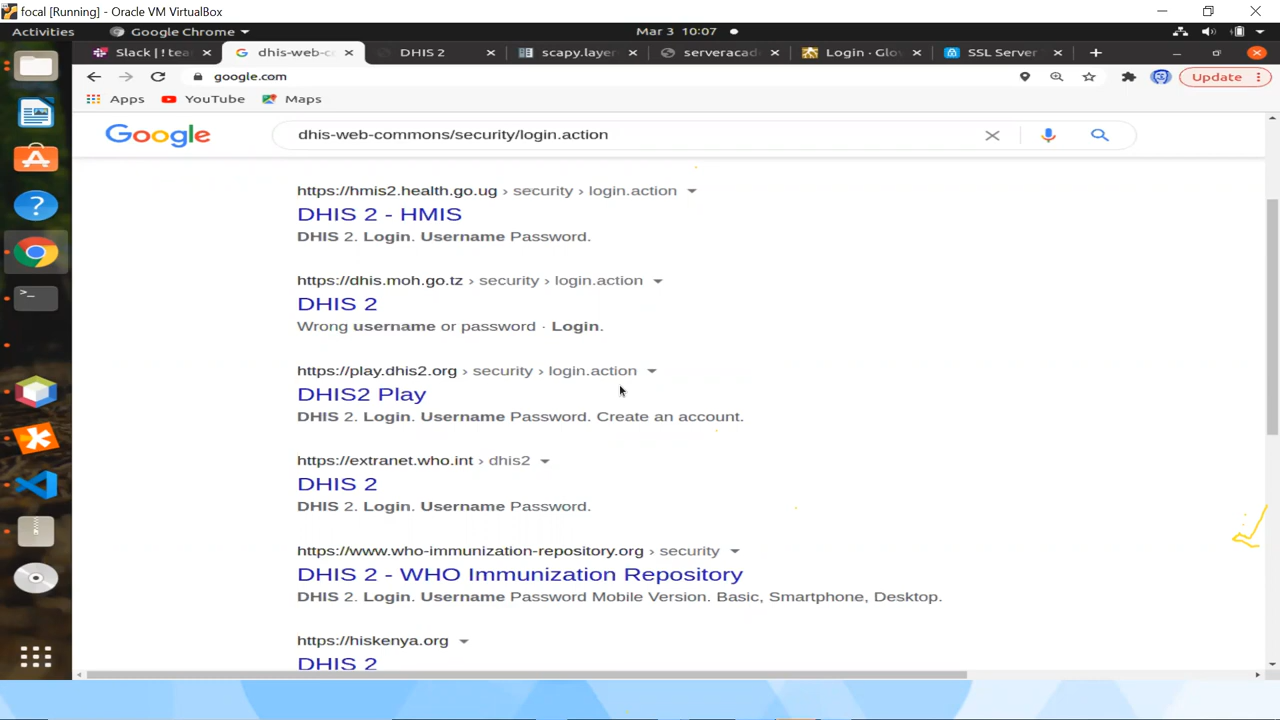 focal [Running] - Oracle VM VirtualBox
Activities Google Chrome Mar 3 10:07
Slack | ! tea dhis-web-c DHIS 2 scapy.layer serveracad Login - Glov SSL Server
google.com Update
Apps YouTube Maps
Google dhis-web-commons/security/login.action
https://hmis2.health.go.ug › security › login.action
DHIS 2 - HMIS
DHIS 2. Login. Username Password.
https://dhis.moh.go.tz › security › login.action
DHIS 2
Wrong username or password · Login.
https://play.dhis2.org › security › login.action
DHIS2 Play
DHIS 2. Login. Username Password. Create an account.
https://extranet.who.int › dhis2
DHIS 2
DHIS 2. Login. Username Password.
https://www.who-immunization-repository.org › security
DHIS 2 - WHO Immunization Repository
DHIS 2. Login. Username Password Mobile Version. Basic, Smartphone, Desktop.
https://hiskenya.org
DHIS 2